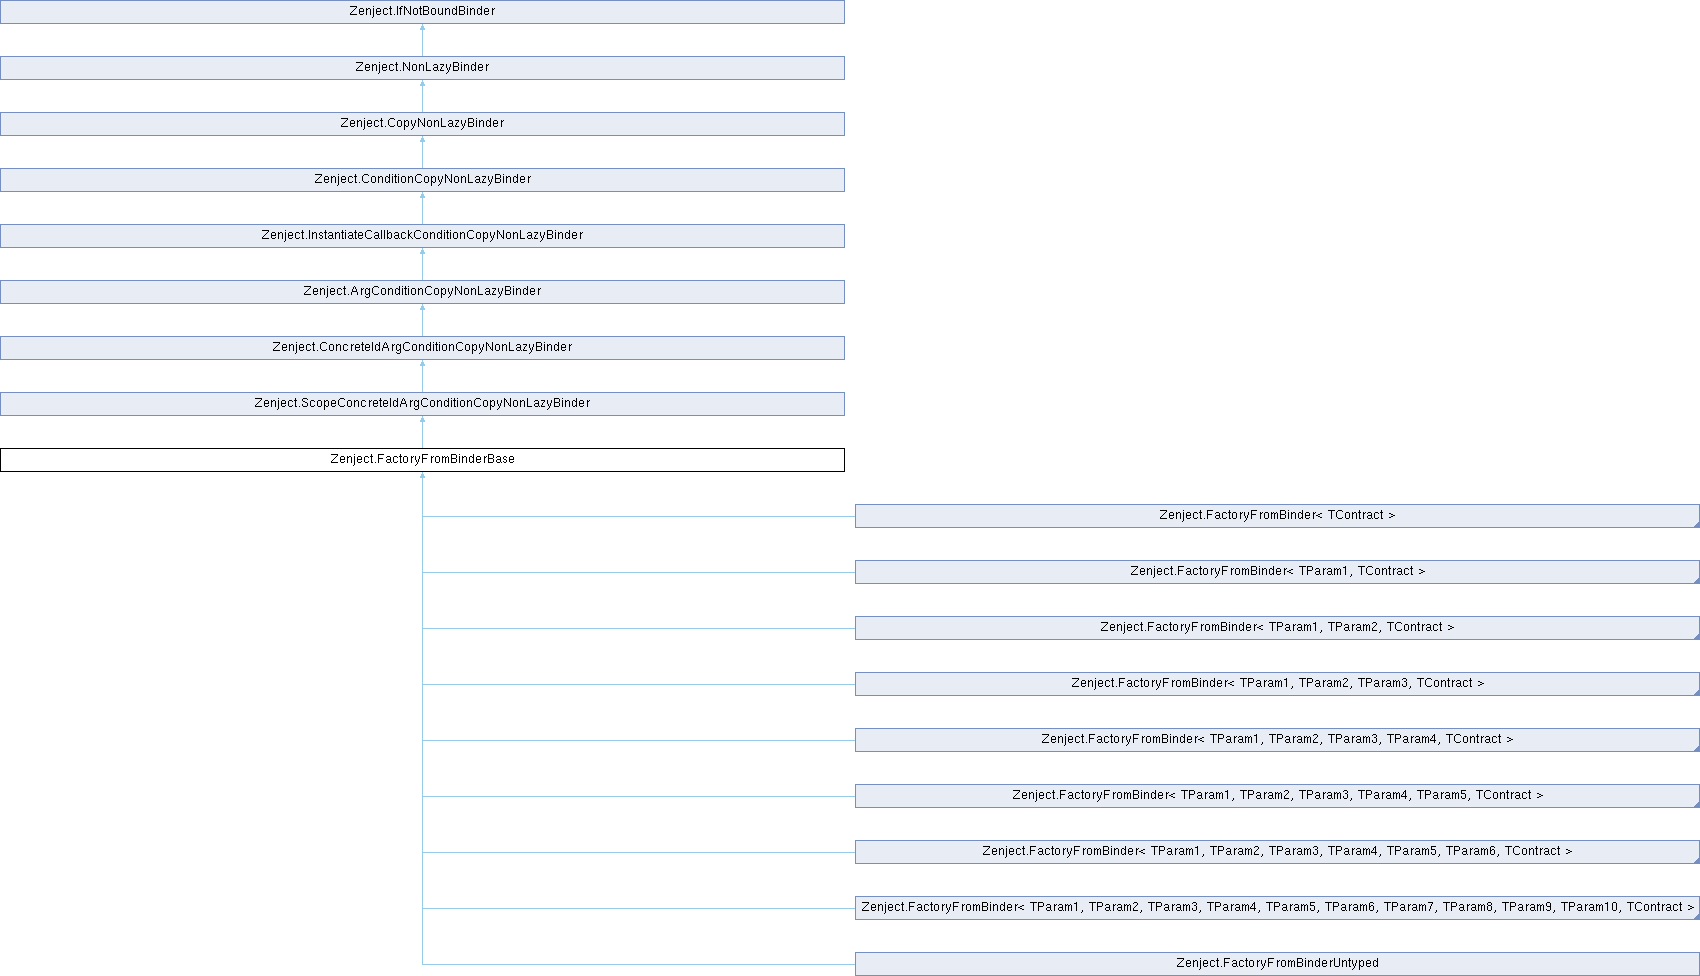 Zenject.IfNotBoundBinder
Zenject.NonLazyBinder
Zenject.CopyNonLazyBinder
Zenject.ConditionCopyNonLazyBinder
Zenject.InstantiateCallbackConditionCopyNonLazyBinder
Zenject.ArgConditionCopyNonLazyBinder
Zenject.ConcreteIdArgConditionCopyNonLazyBinder
Zenject.ScopeConcreteIdArgConditionCopyNonLazyBinder
Zenject.FactoryFromBinderBase
Zenject.FactoryFromBinder< TContract >
Zenject.FactoryFromBinder< TParam1, TContract >
Zenject.FactoryFromBinder< TParam1, TParam2, TContract >
Zenject.FactoryFromBinder< TParam1, TParam2, TParam3, TContract >
Zenject.FactoryFromBinder< TParam1, TParam2, TParam3, TParam4, TContract >
Zenject.FactoryFromBinder< TParam1, TParam2, TParam3, TParam4, TParam5, TContract >
Zenject.FactoryFromBinder< TParam1, TParam2, TParam3, TParam4, TParam5, TParam6, TContract >
Zenject.FactoryFromBinder< TParam1, TParam2, TParam3, TParam4, TParam5, TParam6, TParam7, TParam8, TParam9, TParam10, TContract >
Zenject.FactoryFromBinderUntyped